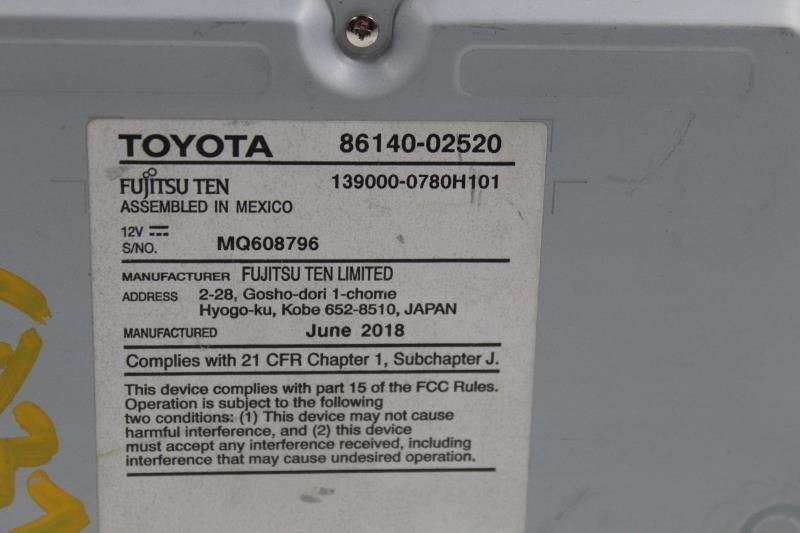 TOYOTA 86140-02520
FUJITSU TEN 139000-0780H101
ASSEMBLED IN MEXICO
12V
S/NO. MQ608796
MANUFACTURER FUJITSU TEN LIMITED
ADDRESS 2-28, Gosho-dori 1-chome
Hyogo-ku, Kobe 652-8510, JAPAN
MANUFACTURED June 2018
Complies with 21 CFR Chapter 1, Subchapter J.
This device complies with part 15 of the FCC Rules.
Operation is subject to the following
two conditions: (1) This device may not cause
harmful interference, and (2) this device
must accept any interference received, including
interference that may cause undesired operation.